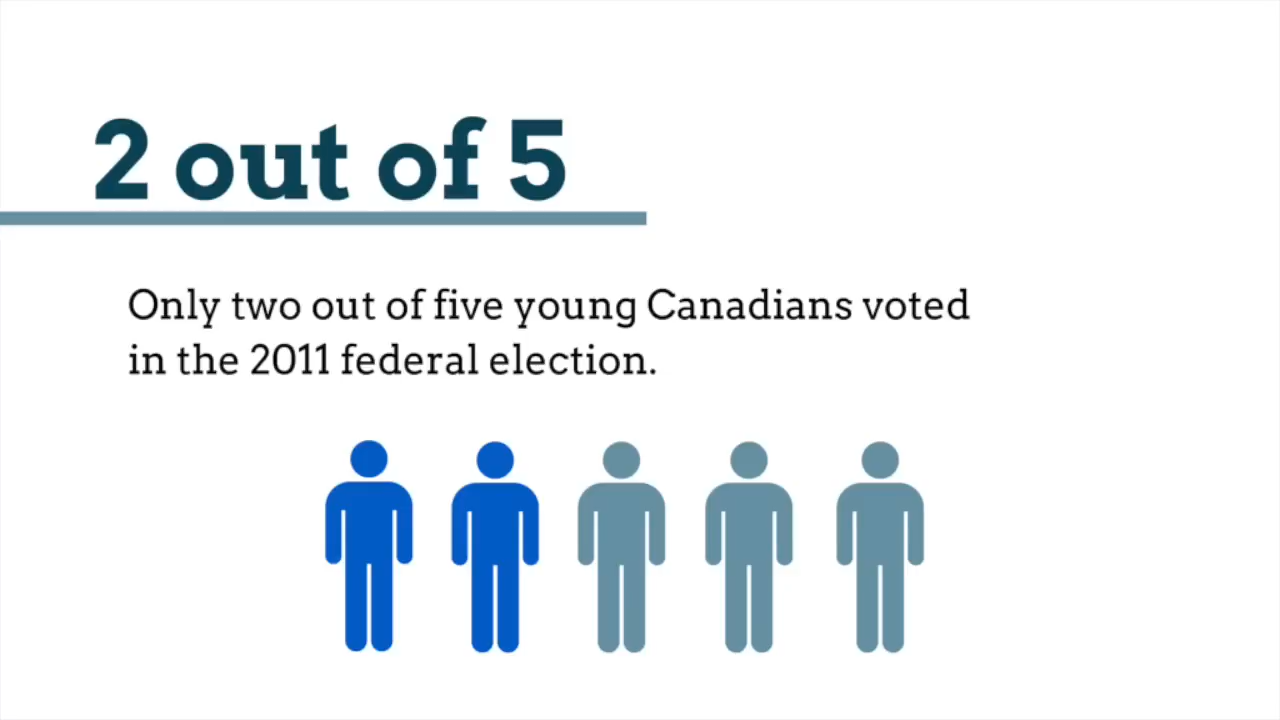 2 out of 5
Only two out of five young Canadians voted
in the 2011 federal election.